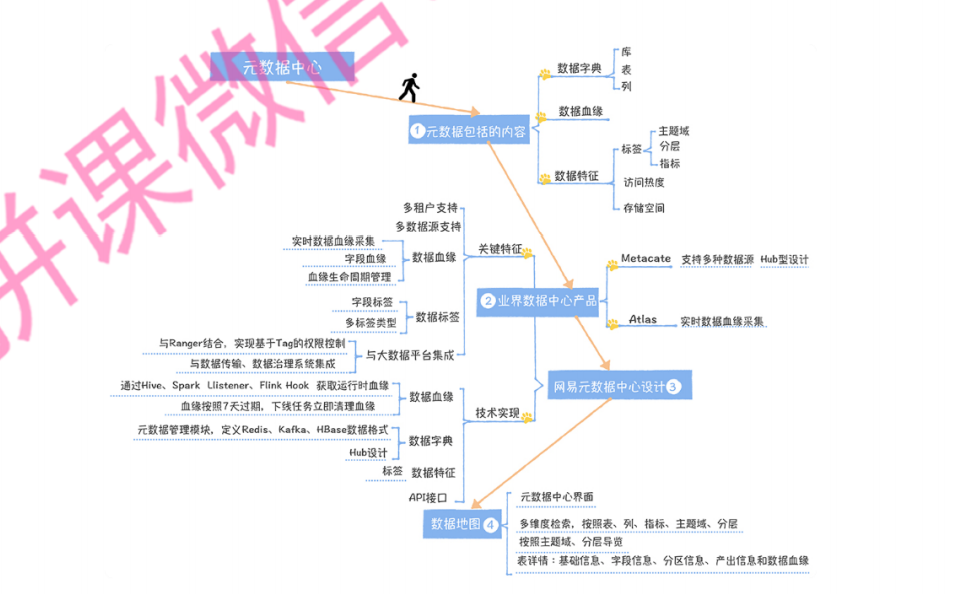 拼课微信
元数据中心
①元数据包括的内容
数据字典
库
表
列
数据血缘
数据特征
标签
主题域
分层
指标
访问热度
存储空间
②业界数据中心产品
Metacate 支持多种数据源 Hub型设计
Atlas 实时数据血缘采集
网易元数据中心设计③
关键特征
多租户支持
多数据源支持
数据血缘
实时数据血缘采集
字段血缘
血缘生命周期管理
数据标签
字段标签
多标签类型
与大数据平台集成
与Ranger结合，实现基于Tag的权限控制
与数据传输、数据治理系统集成
技术实现
数据血缘
通过Hive、Spark Llistener、Flink Hook 获取运行时血缘
血缘按照7天过期，下线任务立即清理血缘
数据字典
元数据管理模块，定义Redis、Kafka、HBase数据格式
Hub设计
标签 数据特征
API接口
数据地图④
元数据中心界面
多维度检索，按照表、列、指标、主题域、分层
按照主题域、分层导览
表详情：基础信息、字段信息、分区信息、产出信息和数据血缘